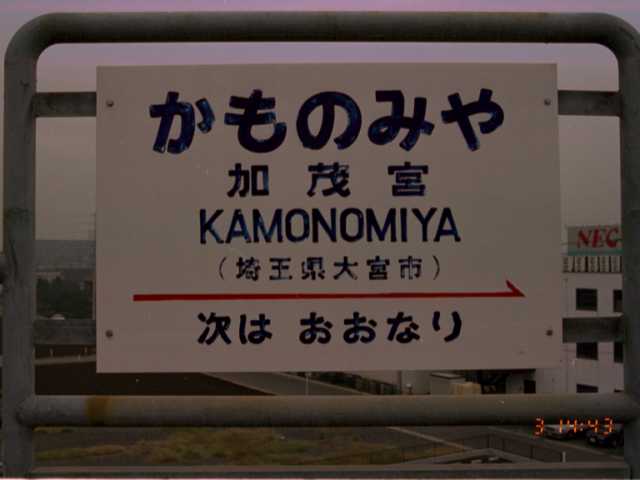 かものみや
加茂宮
KAMONOMIYA
（埼玉県大宮市）
次は おおなり
NEC
3 14:43